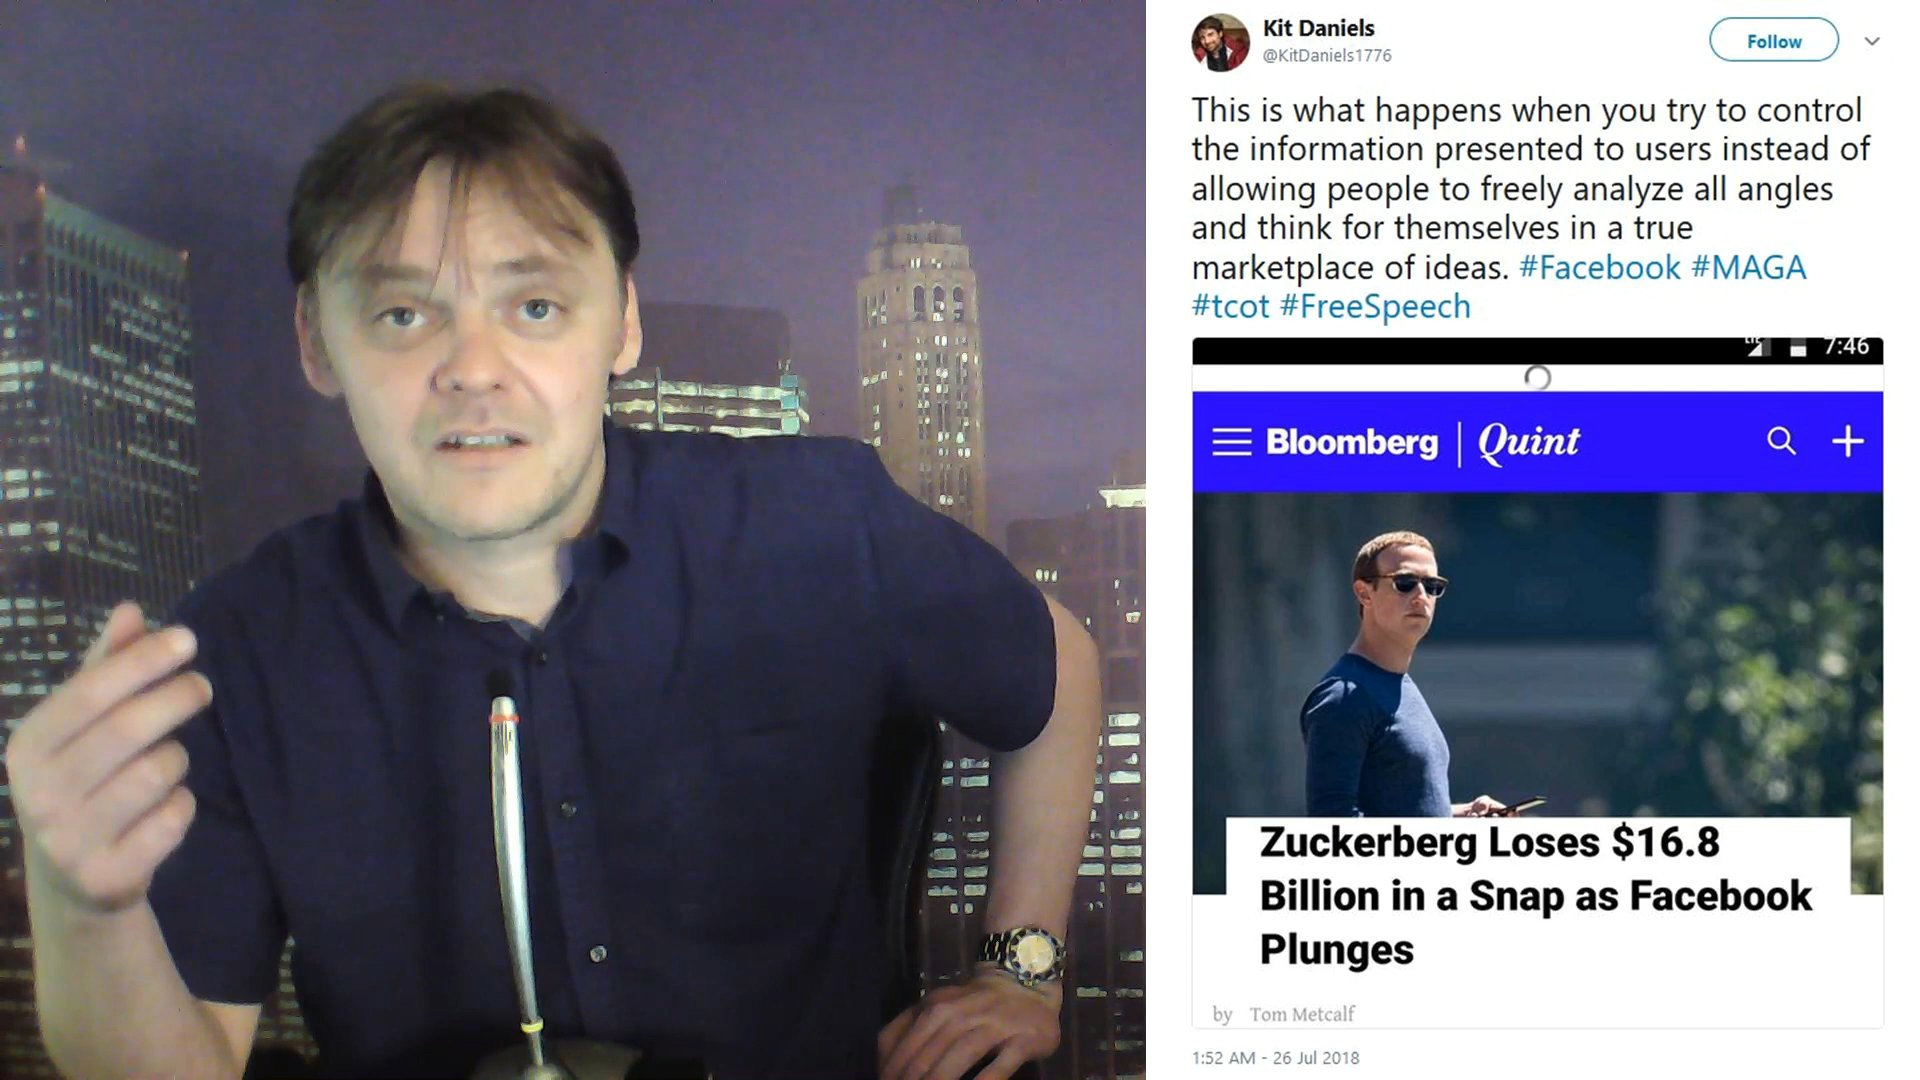 Kit Daniels
@KitDaniels1776
Follow
This is what happens when you try to control
the information presented to users instead of
allowing people to freely analyze all angles
and think for themselves in a true
marketplace of ideas. #Facebook #MAGA
#tcot #FreeSpeech
LTE 7:46
Bloomberg | Quint
Zuckerberg Loses $16.8
Billion in a Snap as Facebook
Plunges
by Tom Metcalf
1:52 AM - 26 Jul 2018